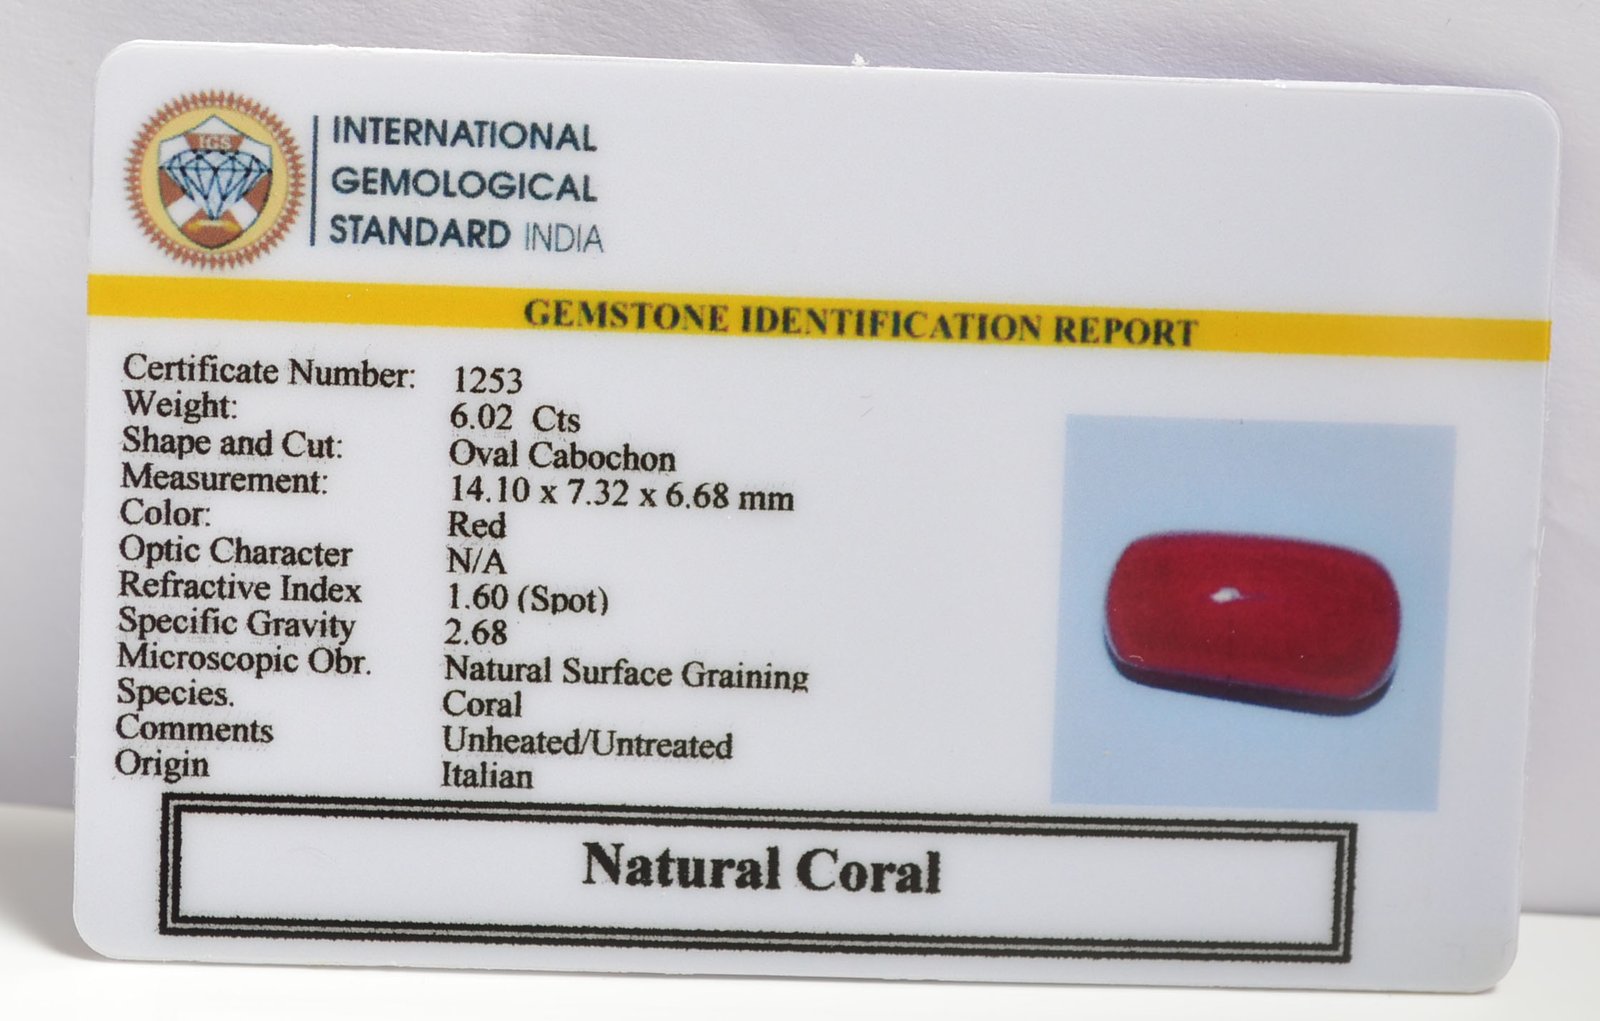 IGS
INTERNATIONAL
GEMOLOGICAL
STANDARD INDIA
GEMSTONE IDENTIFICATION REPORT
Certificate Number: 1253
Weight: 6.02 Cts
Shape and Cut: Oval Cabochon
Measurement: 14.10 x 7.32 x 6.68 mm
Color: Red
Optic Character N/A
Refractive Index 1.60 (Spot)
Specific Gravity 2.68
Microscopic Obr. Natural Surface Graining
Species. Coral
Comments Unheated/Untreated
Origin Italian
Natural Coral